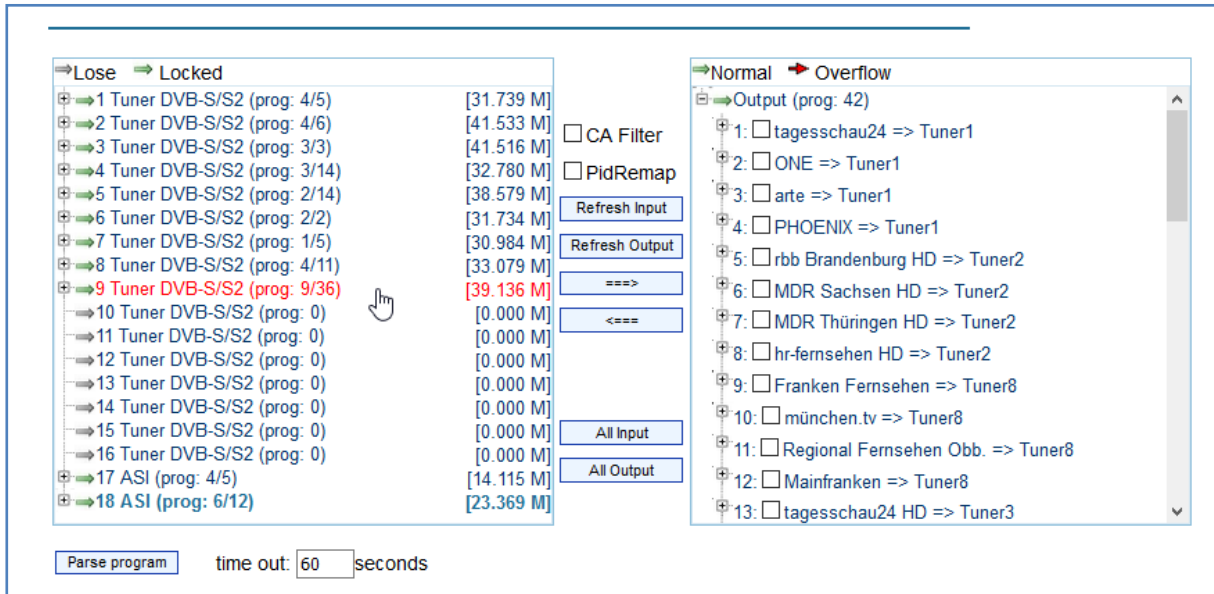 Lose Locked
1 Tuner DVB-S/S2 (prog: 4/5) [31.739 M]
2 Tuner DVB-S/S2 (prog: 4/6) [41.533 M]
3 Tuner DVB-S/S2 (prog: 3/3) [41.516 M]
4 Tuner DVB-S/S2 (prog: 3/14) [32.780 M]
5 Tuner DVB-S/S2 (prog: 2/14) [38.579 M]
6 Tuner DVB-S/S2 (prog: 2/2) [31.734 M]
7 Tuner DVB-S/S2 (prog: 1/5) [30.984 M]
8 Tuner DVB-S/S2 (prog: 4/11) [33.079 M]
9 Tuner DVB-S/S2 (prog: 9/36) [39.136 M]
10 Tuner DVB-S/S2 (prog: 0) [0.000 M]
11 Tuner DVB-S/S2 (prog: 0) [0.000 M]
12 Tuner DVB-S/S2 (prog: 0) [0.000 M]
13 Tuner DVB-S/S2 (prog: 0) [0.000 M]
14 Tuner DVB-S/S2 (prog: 0) [0.000 M]
15 Tuner DVB-S/S2 (prog: 0) [0.000 M]
16 Tuner DVB-S/S2 (prog: 0) [0.000 M]
17 ASI (prog: 4/5) [14.115 M]
18 ASI (prog: 6/12) [23.369 M]
CA Filter
PidRemap
Refresh Input
Refresh Output
===>
<===
All Input
All Output
Normal Overflow
Output (prog: 42)
1: tagesschau24 => Tuner1
2: ONE => Tuner1
3: arte => Tuner1
4: PHOENIX => Tuner1
5: rbb Brandenburg HD => Tuner2
6: MDR Sachsen HD => Tuner2
7: MDR Thüringen HD => Tuner2
8: hr-fernsehen HD => Tuner2
9: Franken Fernsehen => Tuner8
10: münchen.tv => Tuner8
11: Regional Fernsehen Obb. => Tuner8
12: Mainfranken => Tuner8
13: tagesschau24 HD => Tuner3
Parse program time out: 60 seconds